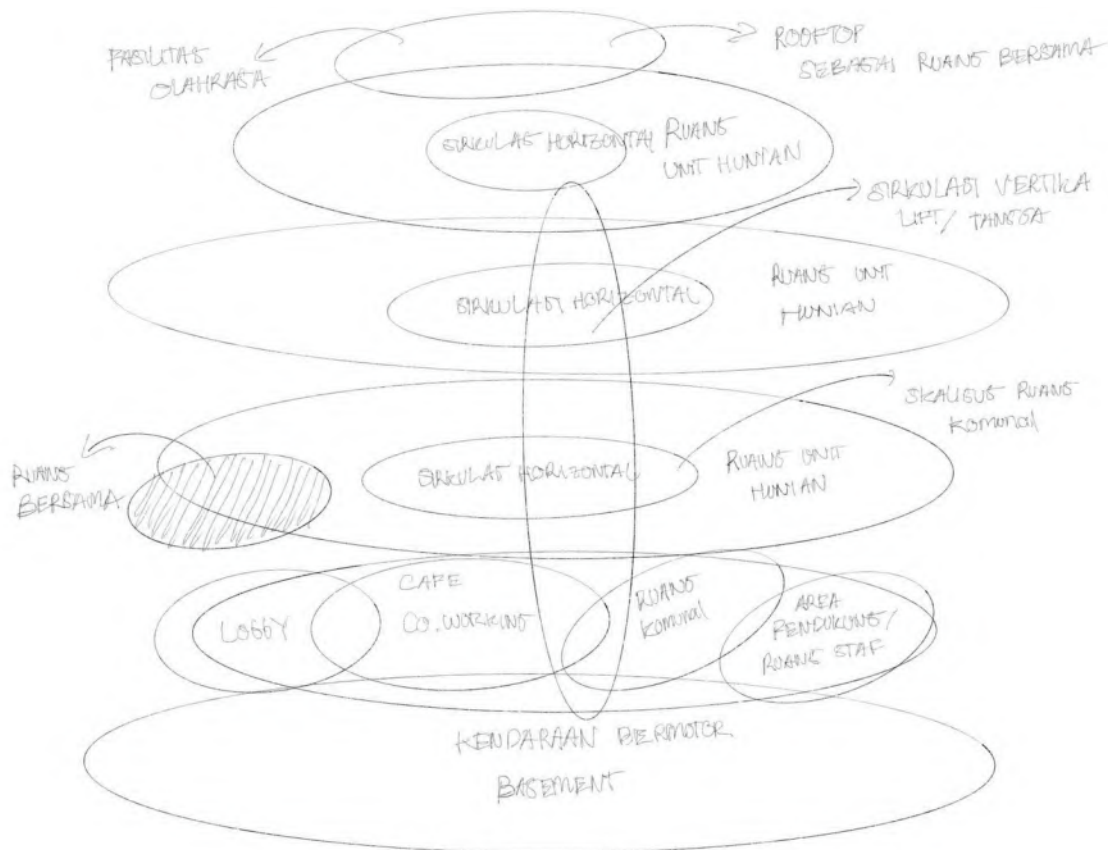 FASILITAS
OLAHRAGA
ROOFTOP
SEBAGAI RUANG BERSAMA
SIRKULAS HORIZONTAL
RUANG
UNIT HUNIAN
SIRKULASI VERTIKA
LIFT/ TANGGA
SIRKULASI HORIZONTAL
RUANG UNIT
HUNIAN
SKALIGUS RUANG
Komunal
RUANG
BERSAMA
SIRKULAS HORIZONTAL
RUANG UNIT
HUNIAN
LOBBY
CAFE
CO.WORKING
RUANG
Komunal
AREA
PENDUKUNG/
RUANG STAF
KENDARAAN BERMOTOR
BASEMENT